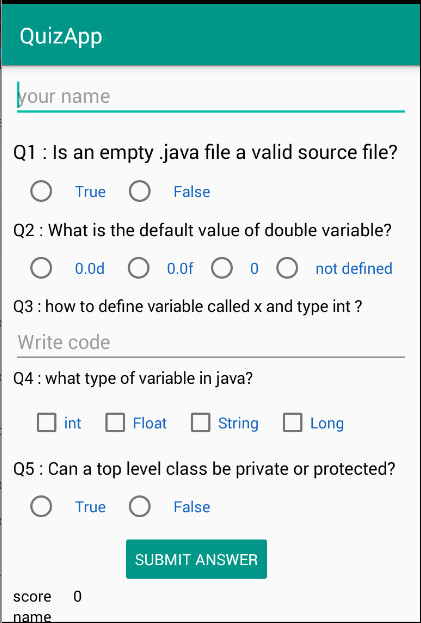 QuizApp
your name
Q1 : Is an empty .java file a valid source file?
True False
Q2 : What is the default value of double variable?
0.0d 0.0f 0 not defined
Q3 : how to define variable called x and type int ?
Write code
Q4 : what type of variable in java?
int Float String Long
Q5 : Can a top level class be private or protected?
True False
SUBMIT ANSWER
score 0
name